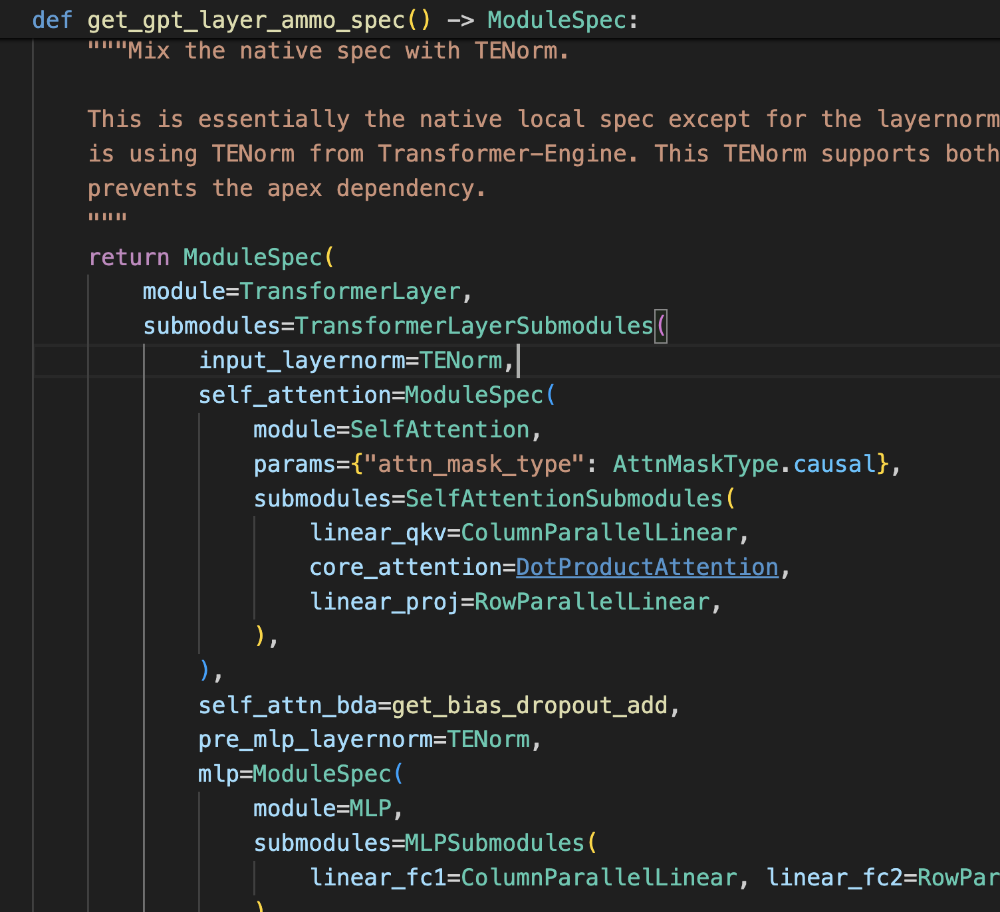 def get_gpt_layer_ammo_spec() -> ModuleSpec:
"""Mix the native spec with TENorm.
This is essentially the native local spec except for the layernorm
is using TENorm from Transformer-Engine. This TENorm supports both
prevents the apex dependency.
"""
return ModuleSpec(
module=TransformerLayer,
submodules=TransformerLayerSubmodules(
input_layernorm=TENorm,
self_attention=ModuleSpec(
module=SelfAttention,
params={"attn_mask_type": AttnMaskType.causal},
submodules=SelfAttentionSubmodules(
linear_qkv=ColumnParallelLinear,
core_attention=DotProductAttention,
linear_proj=RowParallelLinear,
),
),
self_attn_bda=get_bias_dropout_add,
pre_mlp_layernorm=TENorm,
mlp=ModuleSpec(
module=MLP,
submodules=MLPSubmodules(
linear_fc1=ColumnParallelLinear, linear_fc2=RowPar
)